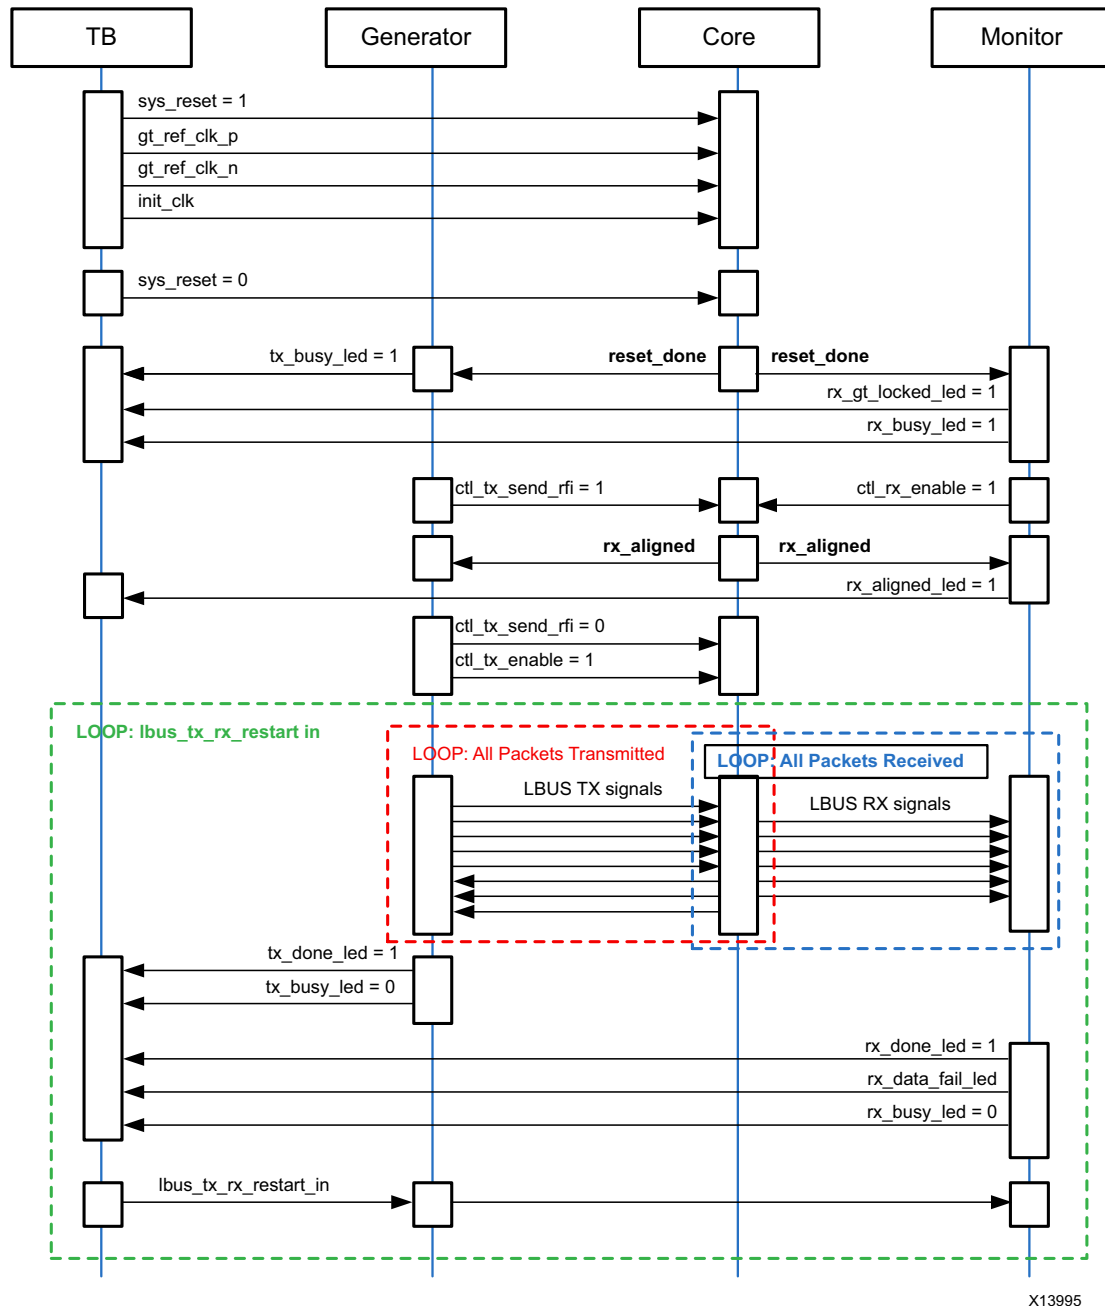 TB
Generator
Core
Monitor
sys_reset = 1
gt_ref_clk_p
gt_ref_clk_n
init_clk
sys_reset = 0
tx_busy_led = 1
reset_done
reset_done
rx_gt_locked_led = 1
rx_busy_led = 1
ctl_tx_send_rfi = 1
ctl_rx_enable = 1
rx_aligned
rx_aligned
rx_aligned_led = 1
ctl_tx_send_rfi = 0
ctl_tx_enable = 1
LOOP: lbus_tx_rx_restart in
LOOP: All Packets Transmitted
LOOP: All Packets Received
LBUS TX signals
LBUS RX signals
tx_done_led = 1
tx_busy_led = 0
rx_done_led = 1
rx_data_fail_led
rx_busy_led = 0
lbus_tx_rx_restart_in
X13995